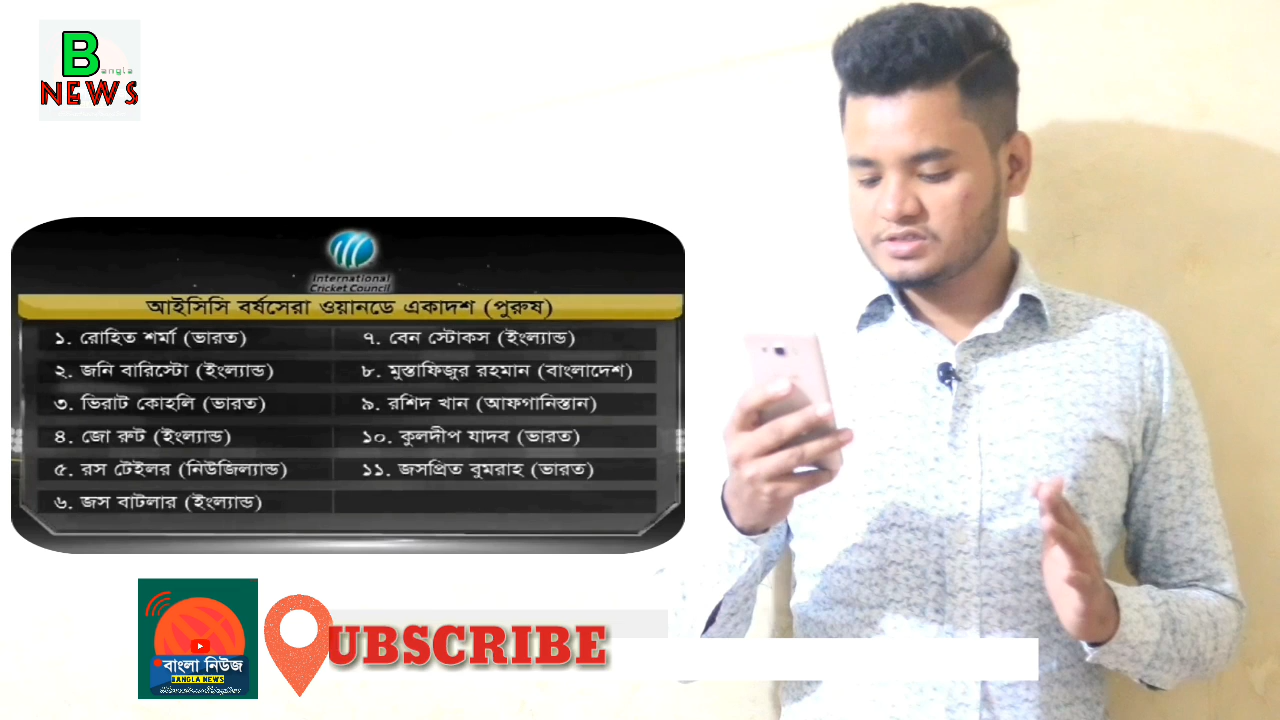 B
angla
NEWS
International
Cricket Council
আইসিসি বর্ষসেরা ওয়ানডে একাদশ (পুরুষ)
১. রোহিত শর্মা (ভারত)
২. জনি বারিস্টো (ইংল্যান্ড)
৩. ভিরাট কোহলি (ভারত)
৪. জো রুট (ইংল্যান্ড)
৫. রস টেইলর (নিউজিল্যান্ড)
৬. জস বাটলার (ইংল্যান্ড)
৭. বেন স্টোকস (ইংল্যান্ড)
৮. মুস্তাফিজুর রহমান (বাংলাদেশ)
৯. রশিদ খান (আফগানিস্তান)
১০. কুলদীপ যাদব (ভারত)
১১. জসপ্রিত বুমরাহ (ভারত)
বাংলা নিউজ
BANGLA NEWS
UBSCRIBE